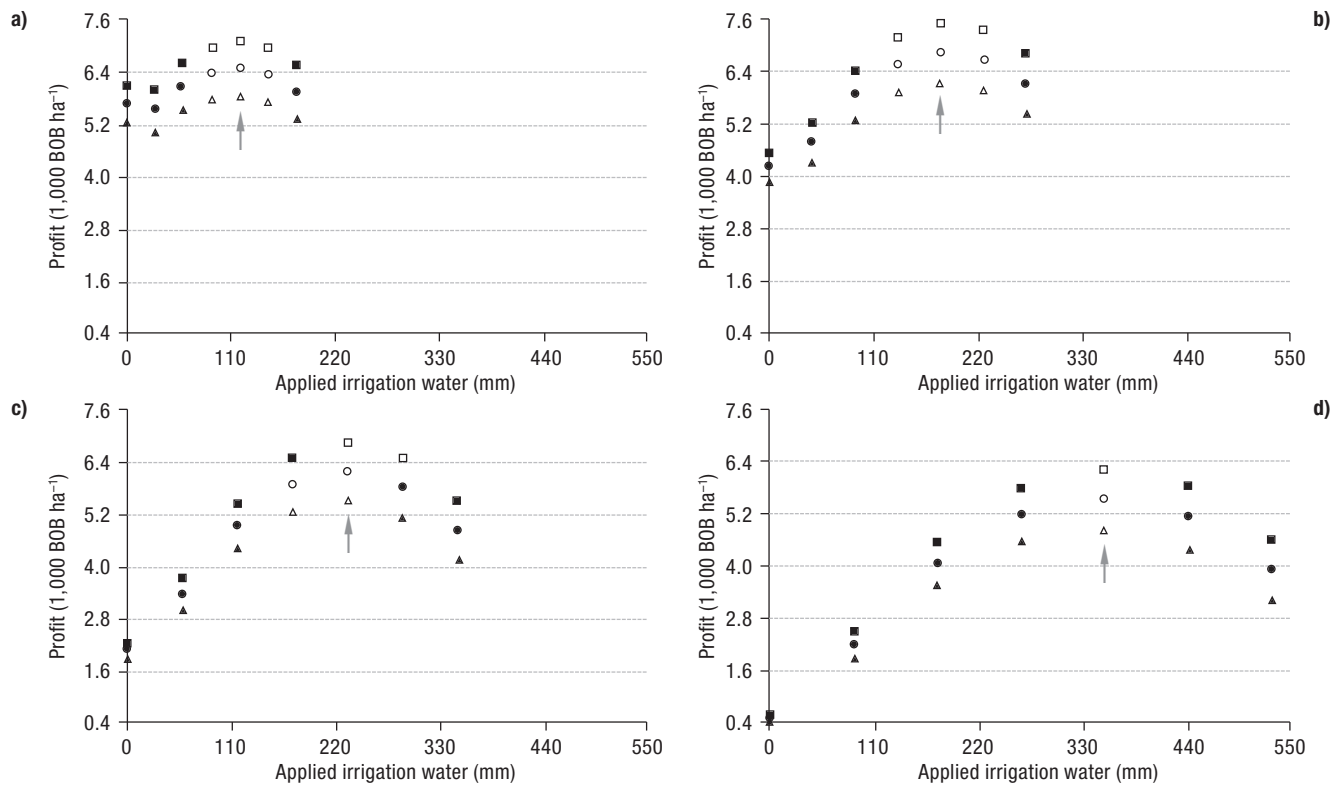 a)
Profit (1,000 BOB ha⁻¹)
7.6
6.4
5.2
4.0
2.8
1.6
0.4
0 110 220 330 440 550
Applied irrigation water (mm)
b)
Profit (1,000 BOB ha⁻¹)
7.6
6.4
5.2
4.0
2.8
1.6
0.4
0 110 220 330 440 550
Applied irrigation water (mm)
c)
Profit (1,000 BOB ha⁻¹)
7.6
6.4
5.2
4.0
2.8
1.6
0.4
0 110 220 330 440 550
Applied irrigation water (mm)
d)
Profit (1,000 BOB ha⁻¹)
7.6
6.4
5.2
4.0
2.8
1.6
0.4
0 110 220 330 440 550
Applied irrigation water (mm)